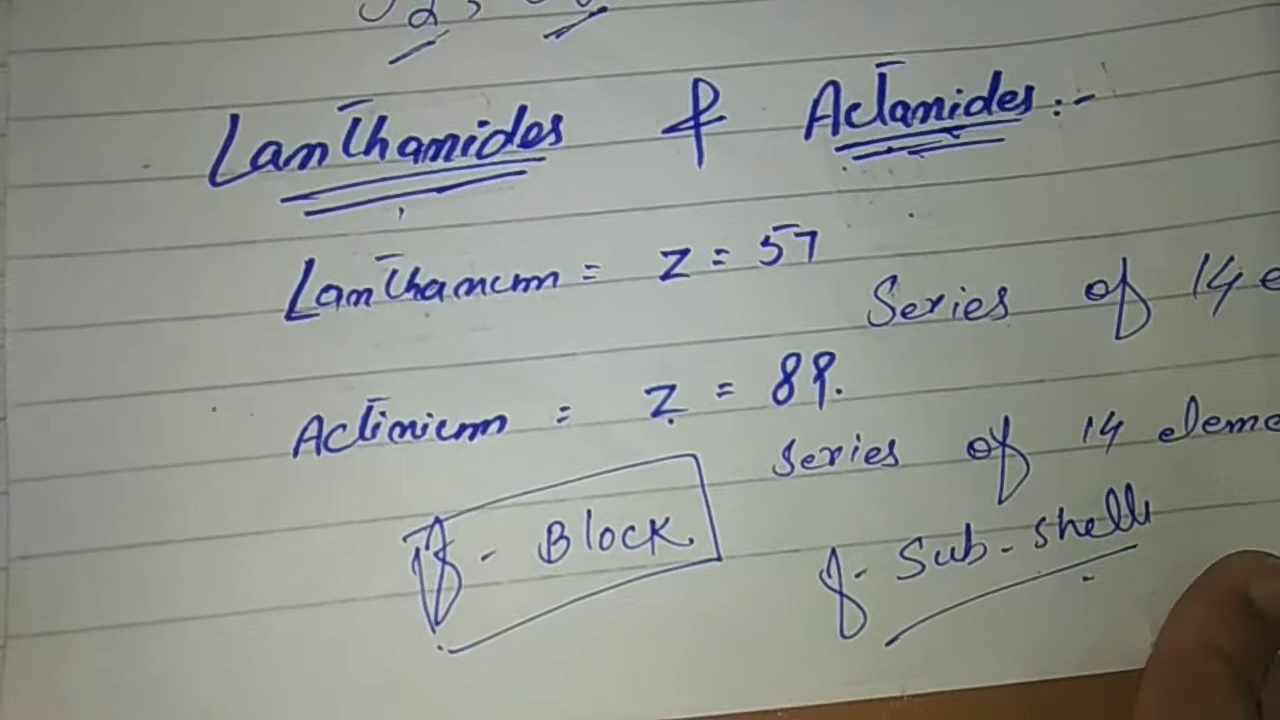 Lanthanides & Actanides :-
Lanthanum = Z = 57
Series of 14 e
Actinium = Z = 89.
Series of 14 eleme
f - Block
f - Sub - shells